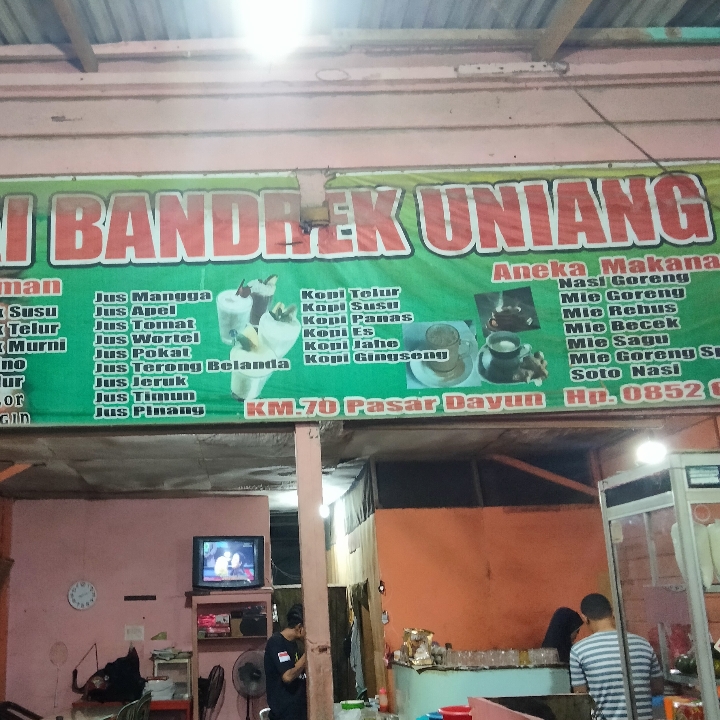 BANDREK UNIANG
Susu
Telur
Murni
Jus Mangga
Jus Apel
Jus Tomat
Jus Wortel
Jus Pokat
Jus Terong Belanda
Jus Jeruk
Jus Timun
Jus Pinang
Kopi Telur
Kopi Susu
Kopi Panas
Kopi Es
Kopi Jahe
Kopi Gingseng
Aneka Makana
Nasi Goreng
Mie Goreng
Mie Rebus
Mie Becek
Mie Sagu
Mie Goreng Sp
Soto Nasi
KM.70 Pasar Dayun Hp. 0852